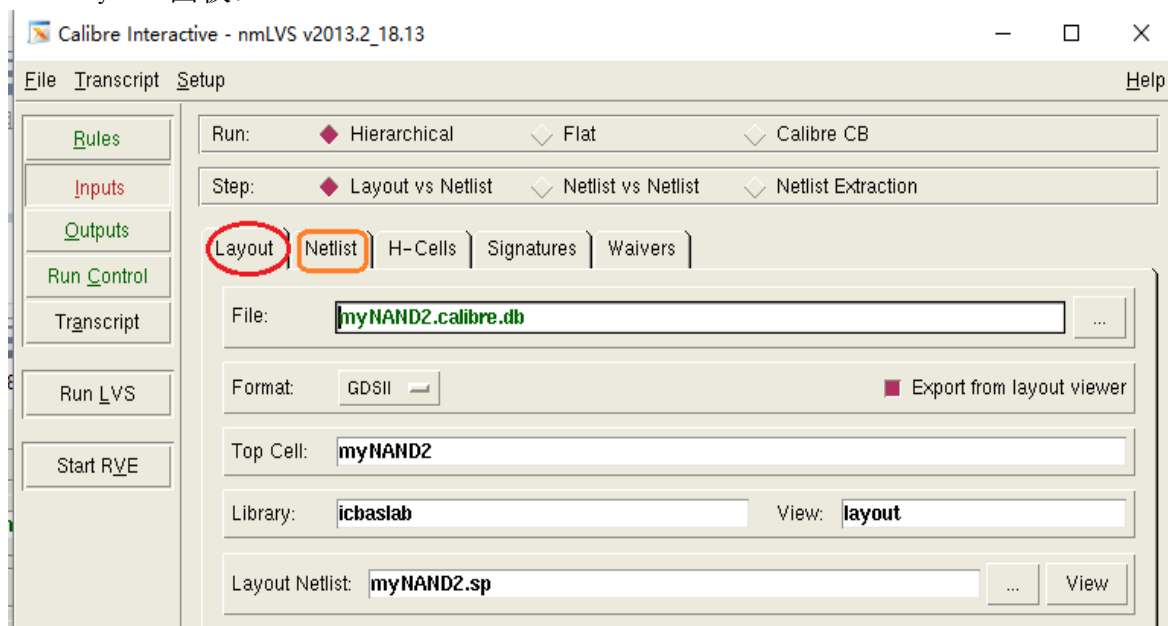 Calibre Interactive - nmLVS v2013.2_18.13
File Transcript Setup Help
Rules
Inputs
Outputs
Run Control
Transcript
Run LVS
Start RVE
Run: Hierarchical Flat Calibre CB
Step: Layout vs Netlist Netlist vs Netlist Netlist Extraction
Layout Netlist H-Cells Signatures Waivers
File: myNAND2.calibre.db ...
Format: GDSII Export from layout viewer
Top Cell: myNAND2
Library: icbaslab View: layout
Layout Netlist: myNAND2.sp ... View